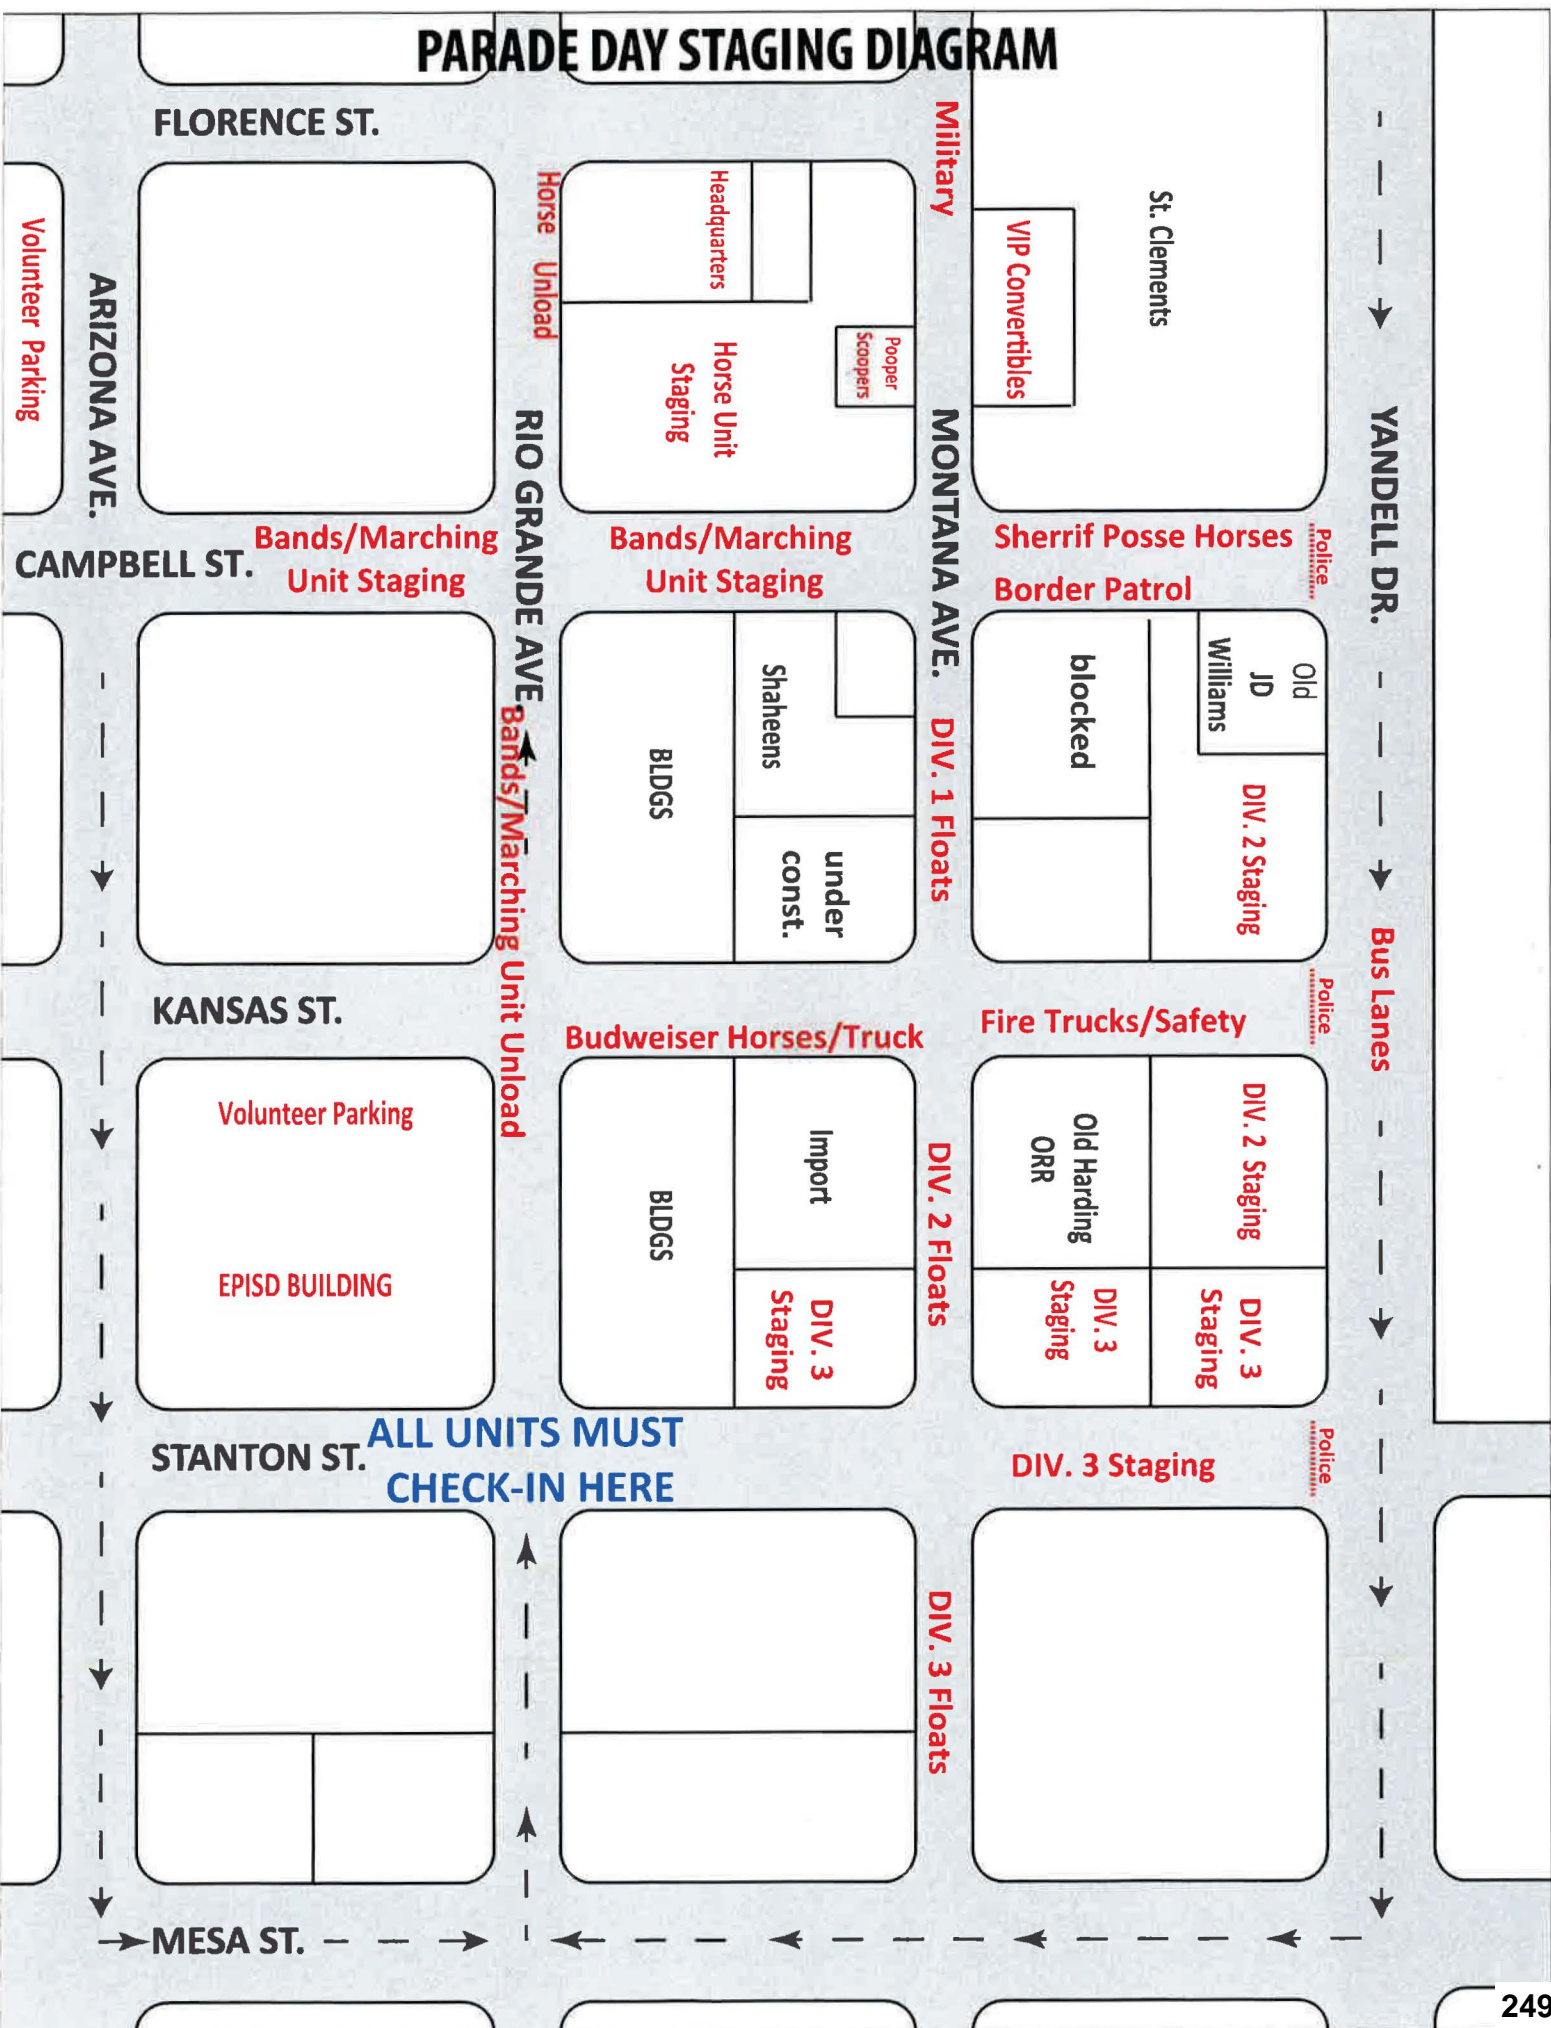 PARADE DAY STAGING DIAGRAM
FLORENCE ST.
Military
St. Clements
VIP Convertibles
Headquarters
Horse Unload
Volunteer Parking
ARIZONA AVE.
Pooper
Scoopers
Horse Unit
Staging
RIO GRANDE AVE.
MONTANA AVE.
YANDELL DR.
CAMPBELL ST.
Bands/Marching
Unit Staging
Bands/Marching
Unit Staging
Sherrif Posse Horses
Border Patrol
Police
Old
JD
Williams
blocked
Shaheens
BLDGS
DIV. 1 Floats
DIV. 2 Staging
under
const.
Bands/Marching Unit Unload
Bus Lanes
KANSAS ST.
Budweiser Horses/Truck
Fire Trucks/Safety
Police
Volunteer Parking
EPISD BUILDING
BLDGS
Import
DIV. 3
Staging
DIV. 2 Floats
Old Harding
ORR
DIV. 2 Staging
DIV. 3
Staging
DIV. 3
Staging
STANTON ST.
ALL UNITS MUST
CHECK-IN HERE
DIV. 3 Staging
Police
DIV. 3 Floats
MESA ST.
249